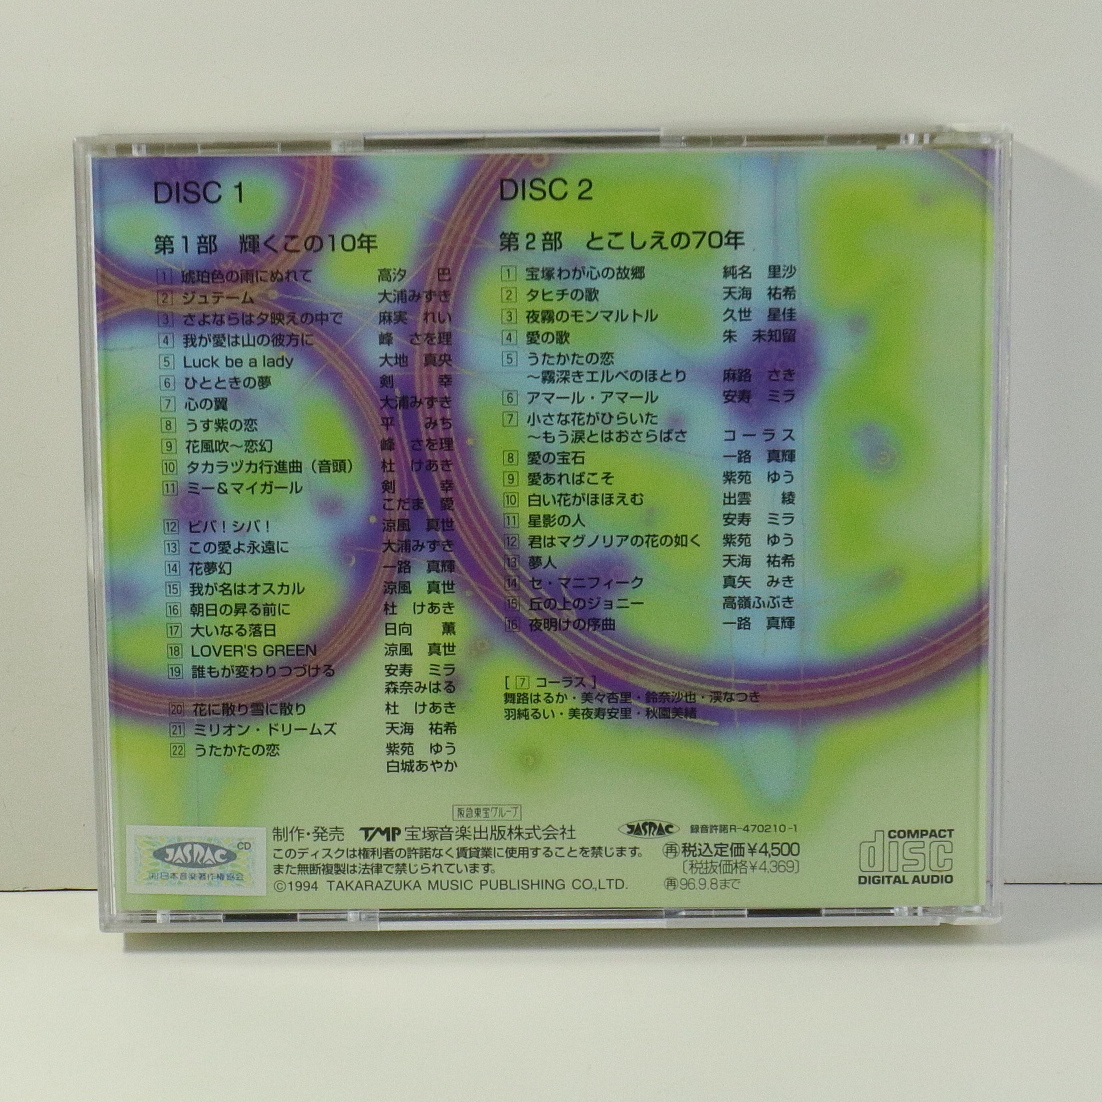 DISC 1
第1部 輝くこの10年
1 琥珀色の雨にぬれて 高汐 巴
2 ジュテーム 大浦みずき
3 さよならは夕映えの中で 麻実 れい
4 我が愛は山の彼方に 峰 さを理
5 Luck be a lady 大地 真央
6 ひとときの夢 剣 幸
7 心の翼 大浦みずき
8 うす紫の恋 平 みち
9 花風吹〜恋幻 峰 さを理
10 タカラヅカ行進曲（音頭） 杜 けあき
11 ミー&マイガール 剣 幸
こだま 愛
12 ビバ！シバ！ 涼風 真世
13 この愛よ永遠に 大浦みずき
14 花夢幻 一路 真輝
15 我が名はオスカル 涼風 真世
16 朝日の昇る前に 杜 けあき
17 大いなる落日 日向 薫
18 LOVER'S GREEN 涼風 真世
19 誰もが変わりつづける 安寿 ミラ
森奈みはる
20 花に散り雪に散り 杜 けあき
21 ミリオン・ドリームズ 天海 祐希
22 うたかたの恋 紫苑 ゆう
白城あやか
DISC 2
第2部 とこしえの70年
1 宝塚わが心の故郷 純名 里沙
2 タヒチの歌 天海 祐希
3 夜霧のモンマルトル 久世 星佳
4 愛の歌 朱 未知留
5 うたかたの恋
〜霧深きエルベのほとり 麻路 さき
6 アマール・アマール 安寿 ミラ
7 小さな花がひらいた
〜もう涙とはおさらばさ コーラス
8 愛の宝石 一路 真輝
9 愛あればこそ 紫苑 ゆう
10 白い花がほほえむ 出雲 綾
11 星影の人 安寿 ミラ
12 君はマグノリアの花の如く 紫苑 ゆう
13 夢人 天海 祐希
14 セ・マニフィーク 真矢 みき
15 丘の上のジョニー 高嶺ふぶき
16 夜明けの序曲 一路 真輝
[ 7 コーラス ]
舞路はるか・美々杏里・鈴奈沙也・濱なつき
羽純るい・美夜寿安里・秋園美緒
阪急東宝グループ
制作・発売 TMP 宝塚音楽出版株式会社
このディスクは権利者の許諾なく賃貸業に使用することを禁じます。
また無断複製は法律で禁じられています。
©1994 TAKARAZUKA MUSIC PUBLISHING CO.,LTD.
JASRAC 録音許諾R-470210-1
再税込定価¥4,500
〔税抜価格¥4,369〕
再96.9.8まで
COMPACT
disc
DIGITAL AUDIO
JASRAC CD
日本音楽著作権協会